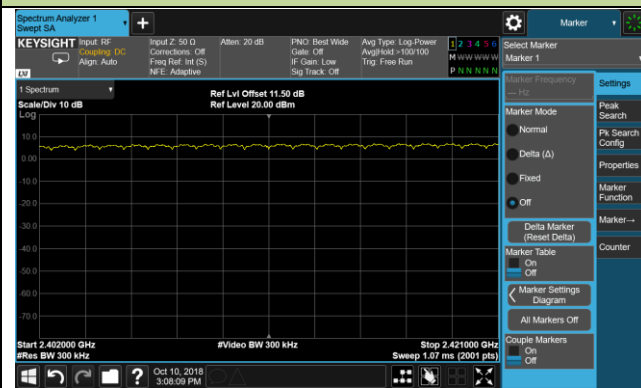 Spectrum Analyzer 1
Swept SA
Marker
KEYSIGHT
Input: RF
Coupling: DC
Align: Auto
Input Z: 50 Ω
Corrections: Off
Freq Ref: Int (S)
NFE: Adaptive
Atten: 20 dB
PNO: Best Wide
Gate: Off
IF Gain: Low
Sig Track: Off
Avg Type: Log-Power
Avg|Hold:>100/100
Trig: Free Run
1 2 3 4 5 6
M W W W W W
P N N N N N
LXI
Select Marker
Marker 1
1 Spectrum
Scale/Div 10 dB
Ref Lvl Offset 11.50 dB
Ref Level 20.00 dBm
Log
10.0
0.00
-10.0
-20.0
-30.0
-40.0
-50.0
-60.0
-70.0
Start 2.402000 GHz
#Res BW 300 kHz
#Video BW 300 kHz
Stop 2.421000 GHz
Sweep 1.07 ms (2001 pts)
Marker Frequency
--- Hz
Marker Mode
Normal
Delta (Δ)
Fixed
Off
Delta Marker
(Reset Delta)
Marker Table
On
Off
Marker Settings
Diagram
All Markers Off
Couple Markers
On
Off
Settings
Peak
Search
Pk Search
Config
Properties
Marker
Function
Marker→
Counter
?
Oct 10, 2018
3:08:09 PM